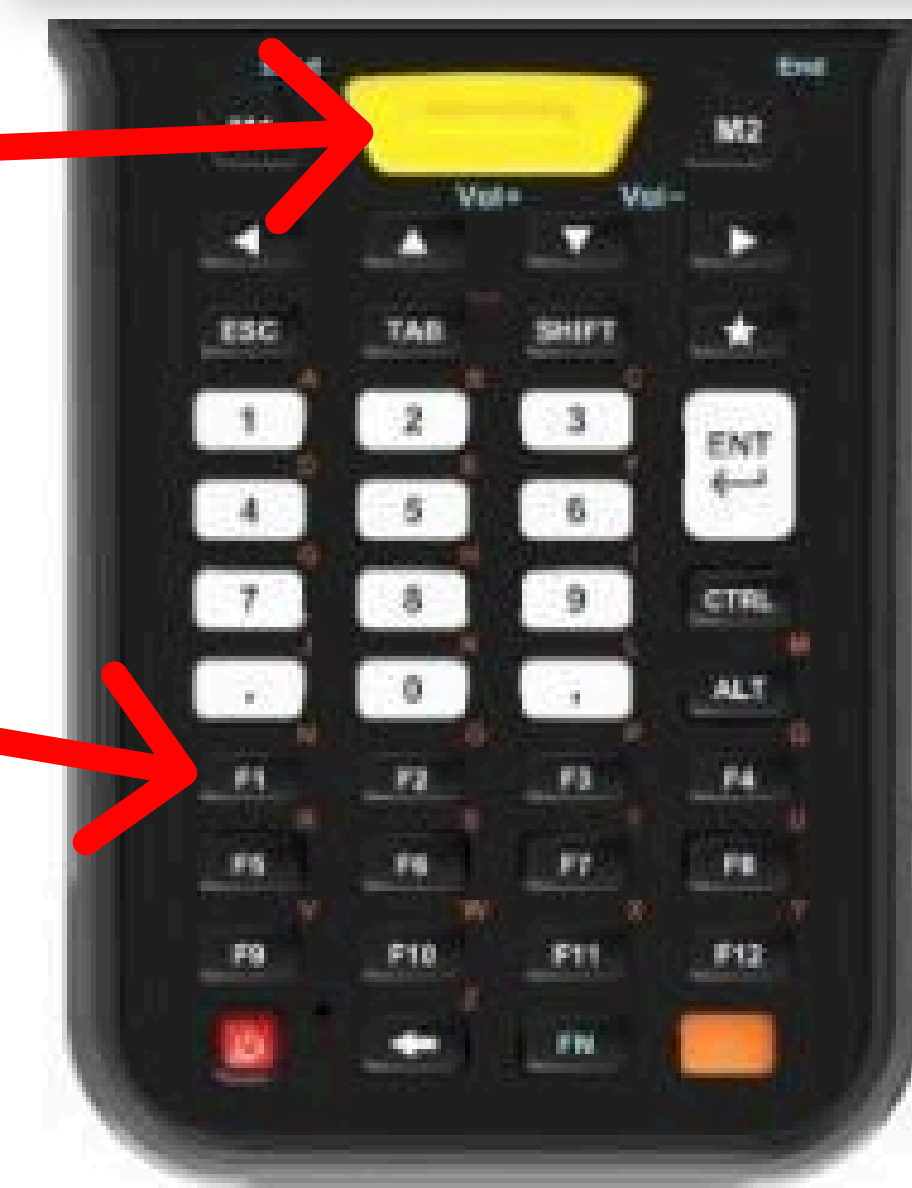 End
M2
Vol+ Vol-
ESC TAB SHIFT
A C
1 2 3 ENT
D
4 5 6
7 8 9 CTRL
M
. 0 ALT
N O P Q
F1 F2 F3 F4
U
F5 F6 F7 F8
V W X Y
F9 F10 F11 F12
Z
FN